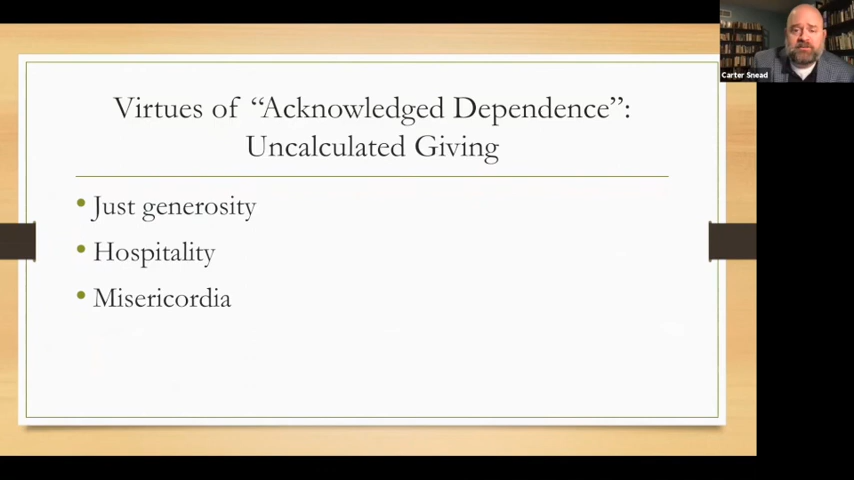 Virtues of “Acknowledged Dependence”:
Uncalculated Giving
• Just generosity
• Hospitality
• Misericordia
Carter Snead